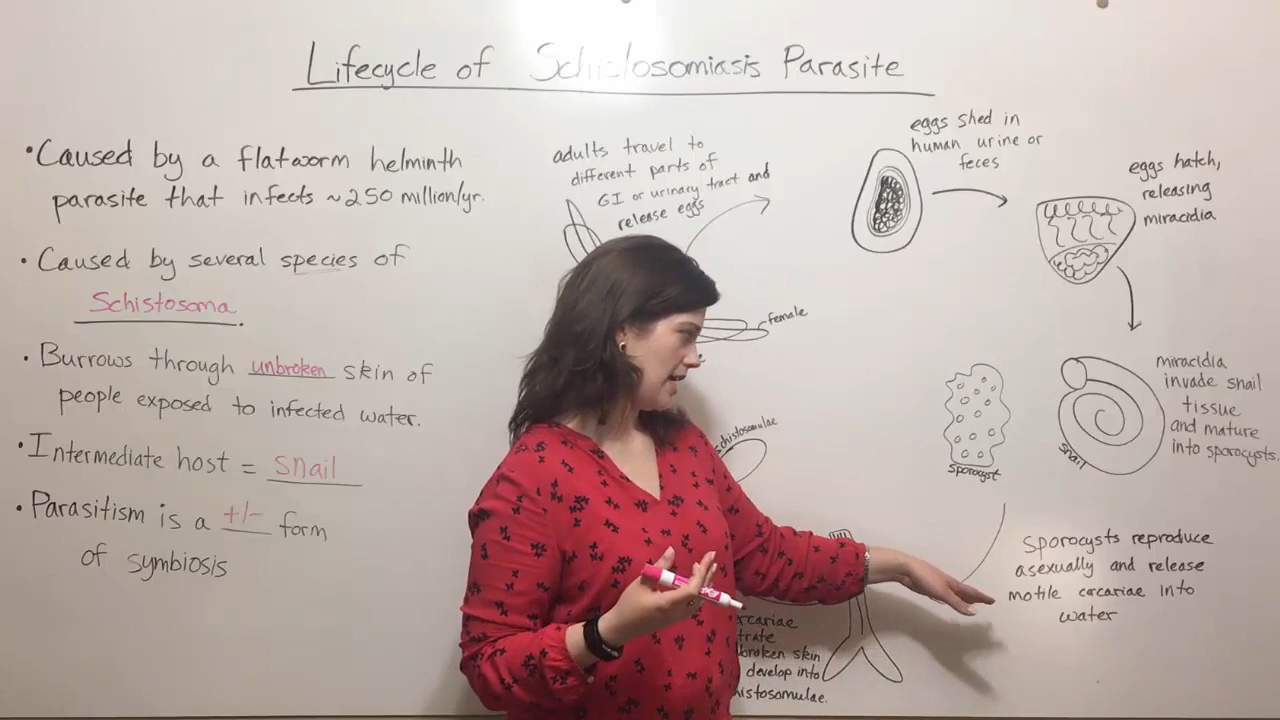 Lifecycle of Schistosomiasis Parasite
•Caused by a flatworm helminth
parasite that infects ~250 million/yr.
• Caused by several species of
Schistosoma.
• Burrows through unbroken skin of
people exposed to infected water.
• Intermediate host = snail
• Parasitism is a +/- form
of symbiosis
adults travel to
different parts of
GI or urinary tract and
release eggs
eggs shed in
human urine or
feces
eggs hatch,
releasing
miracidia
miracidia
invade snail
tissue
and mature
into sporocysts.
snail
sporocyst
Sporocysts reproduce
asexually and release
motile cercariae into
water
skin
develop into
schistosomulae
female